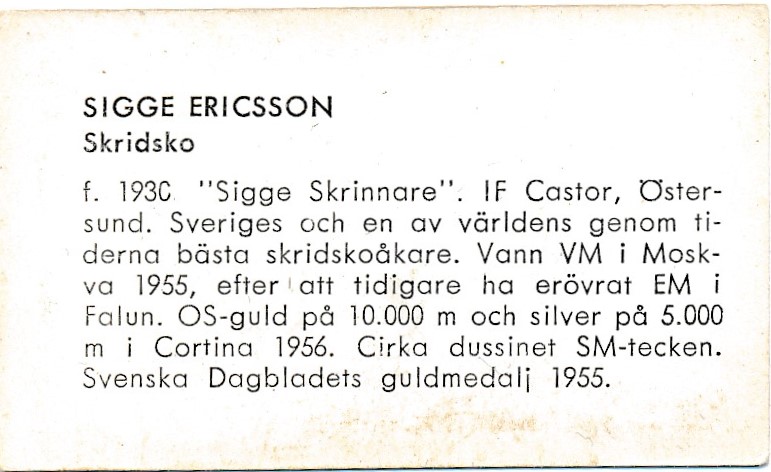 SIGGE ERICSSON
Skridsko
f. 1930 "Sigge Skrinnare". IF Castor, Öster-
sund. Sveriges och en av världens genom ti-
derna bästa skridskoåkare. Vann VM i Mosk-
va 1955, efter att tidigare ha erövrat EM i
Falun. OS-guld på 10.000 m och silver på 5.000
m i Cortina 1956. Cirka dussinet SM-tecken.
Svenska Dagbladets guldmedalj 1955.